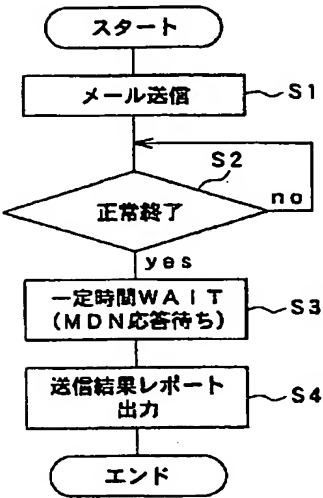 スタート
メール送信
S1
S2
正常終了
no
yes
一定時間WAIT
(MDN応答待ち)
S3
送信結果レポート
出力
S4
エンド